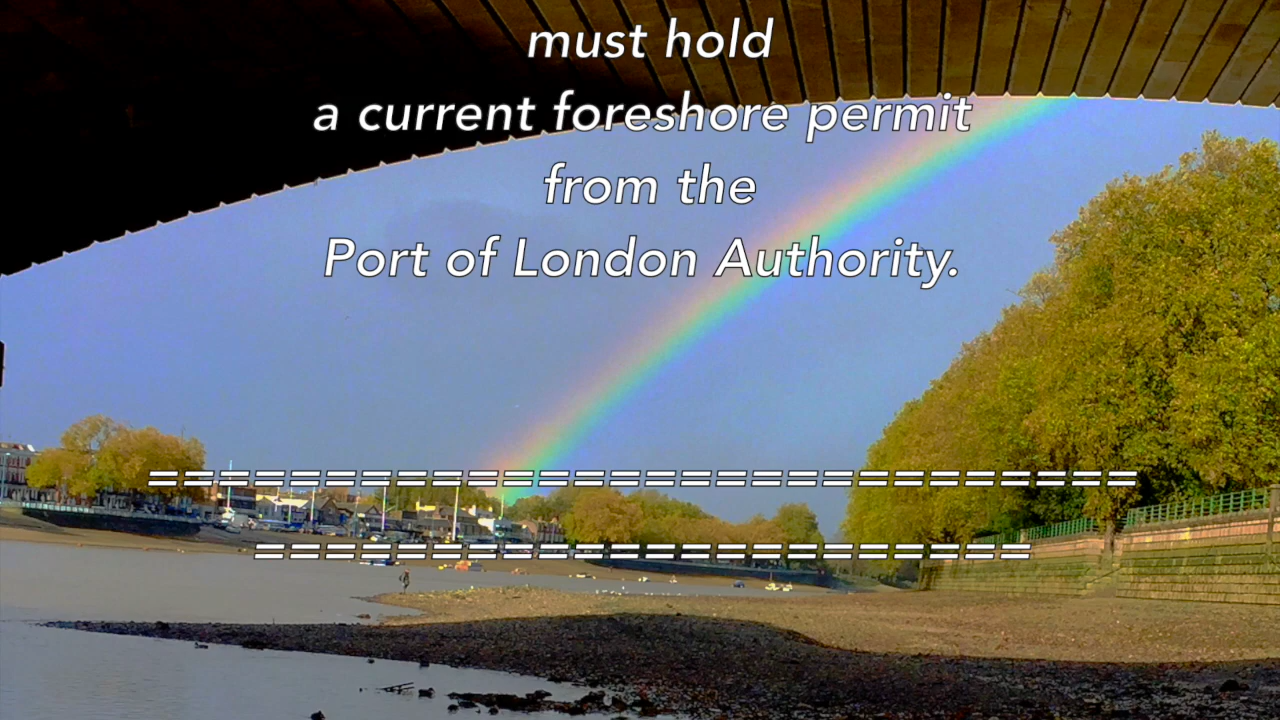 must hold
a current foreshore permit
from the
Port of London Authority.
============================
======================